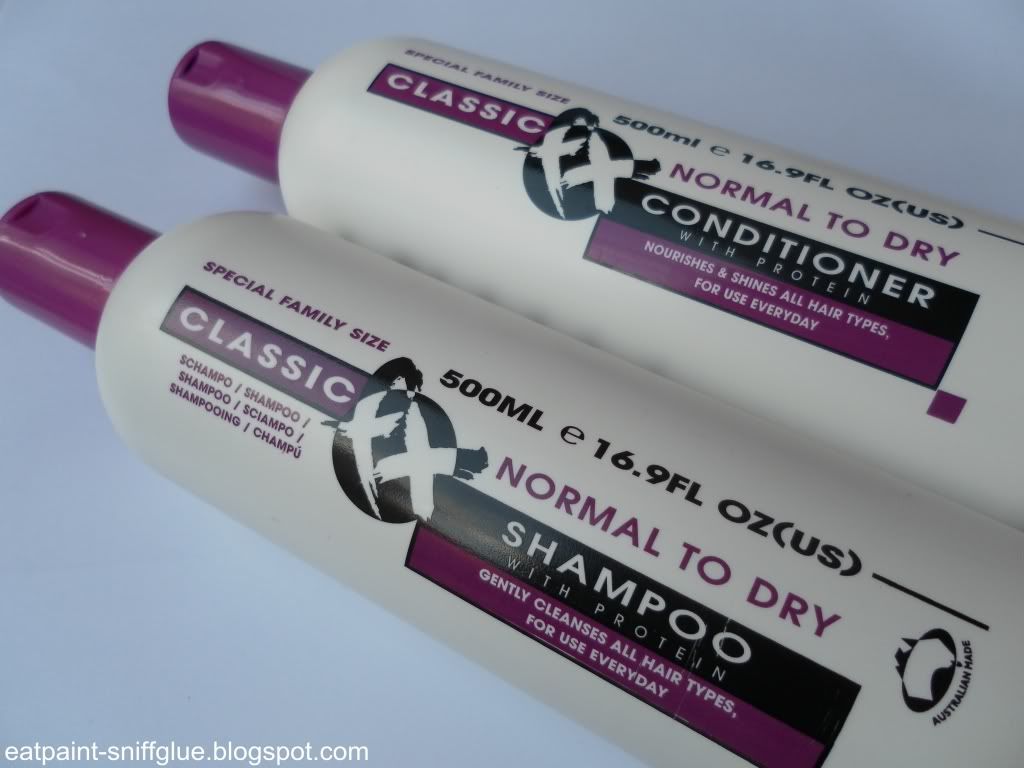 SPECIAL FAMILY SIZE
CLASSIC
FX
500ml e 16.9FL OZ(US)
NORMAL TO DRY
CONDITIONER
WITH PROTEIN
NOURISHES & SHINES ALL HAIR TYPES,
FOR USE EVERYDAY
SPECIAL FAMILY SIZE
CLASSIC
SCHAMPO / SHAMPOO /
SHAMPOO / SCIAMPO /
SHAMPOOING / CHAMPÚ
FX
500ML e 16.9FL OZ(US)
NORMAL TO DRY
SHAMPOO
WITH PROTEIN
GENTLY CLEANSES ALL HAIR TYPES,
FOR USE EVERYDAY
AUSTRALIAN MADE
eatpaint-sniffglue.blogspot.com